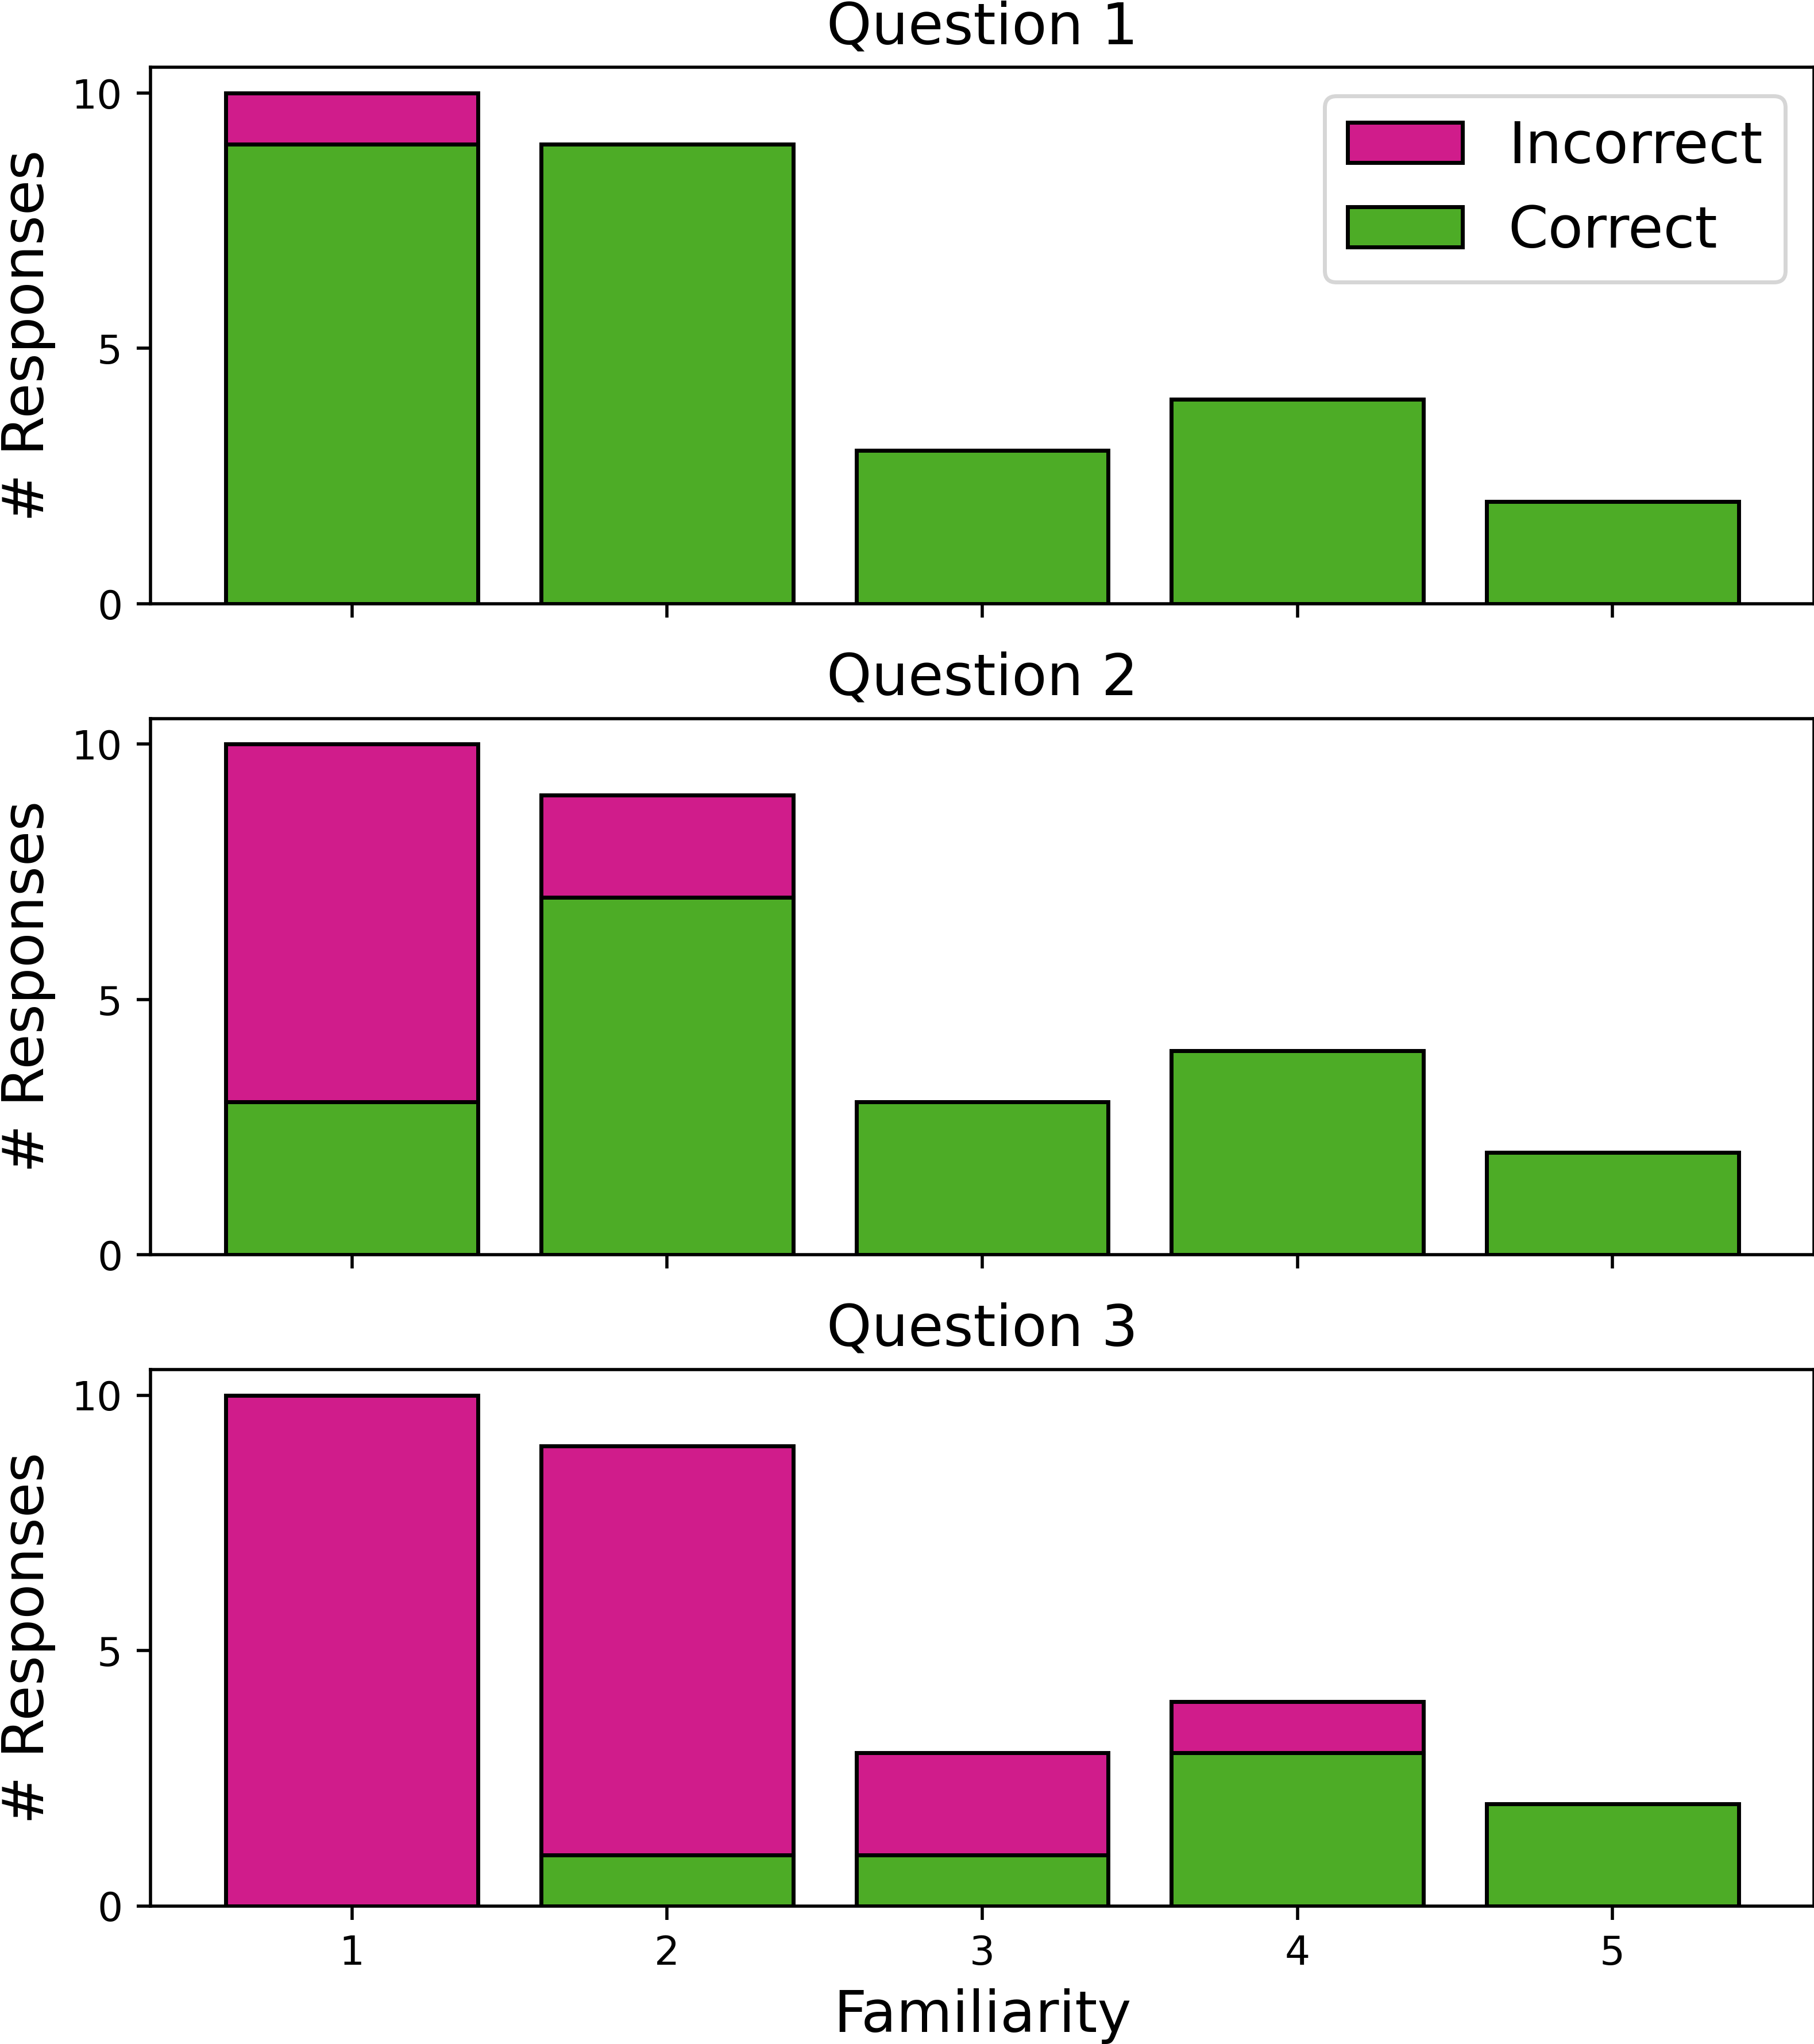 Question 1
10
5
0
# Responses
Incorrect
Correct
Question 2
10
5
0
# Responses
Question 3
10
5
0
# Responses
1 2 3 4 5
Familiarity